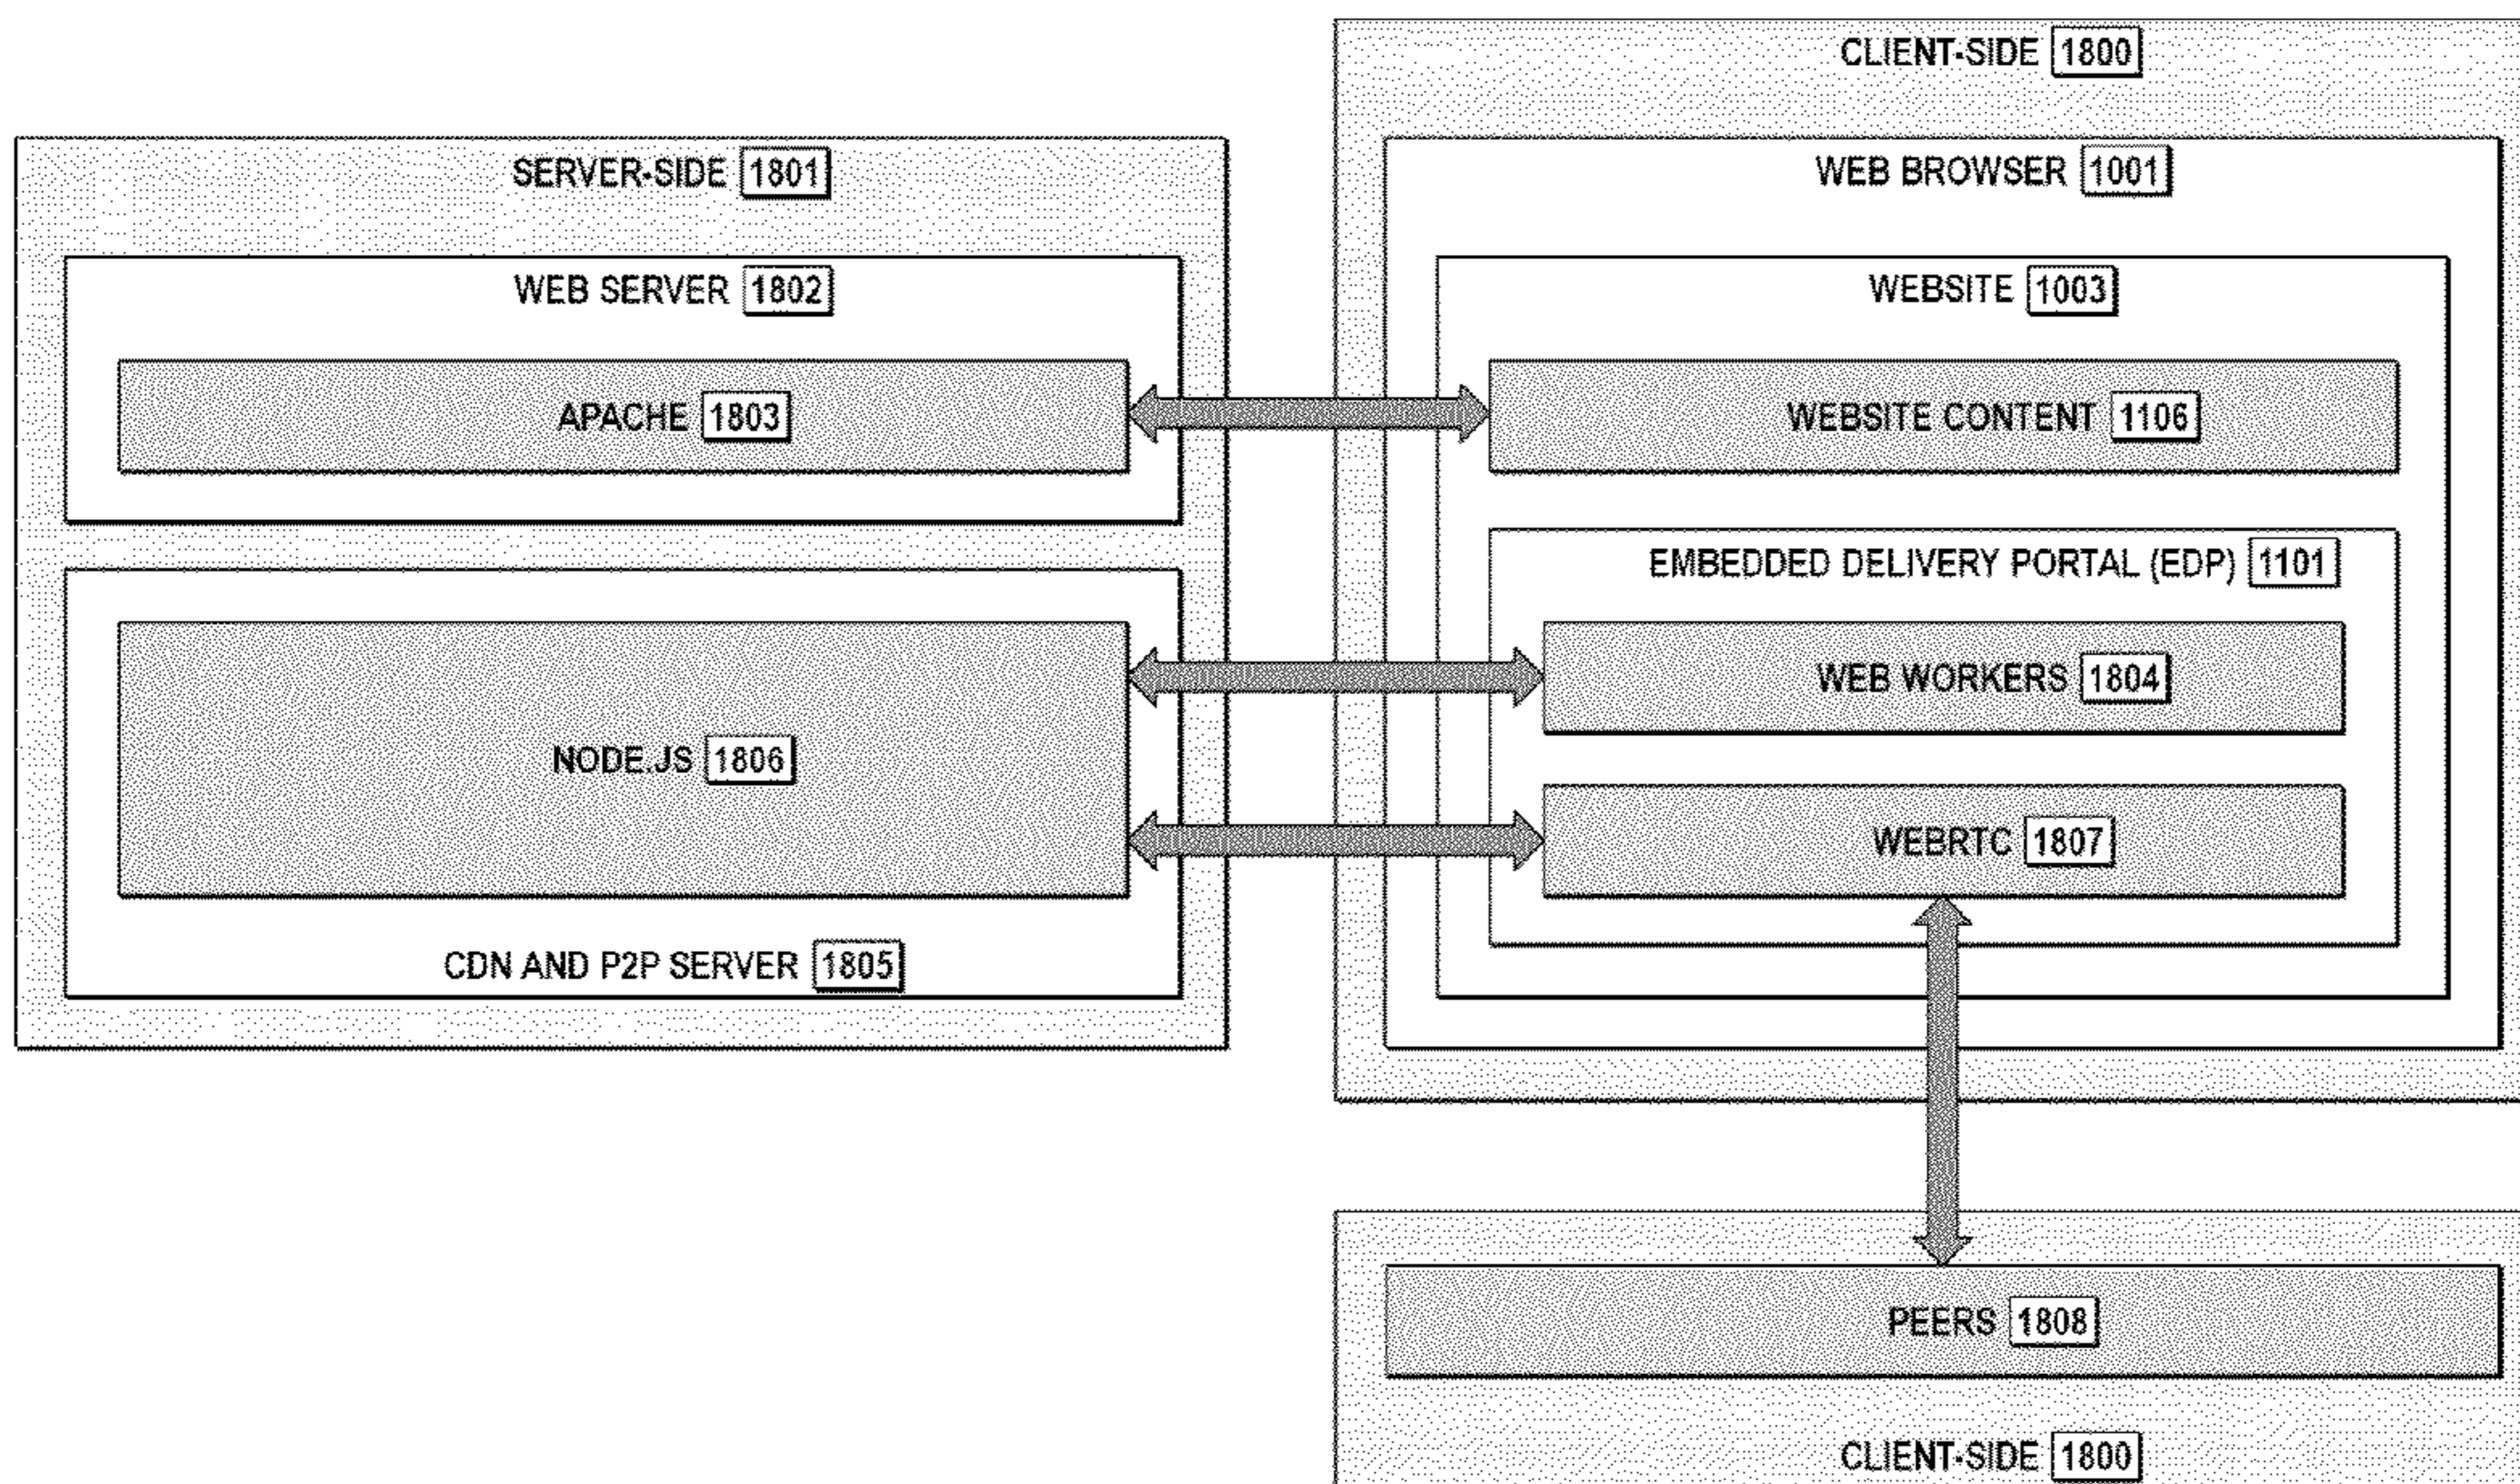 CLIENT-SIDE 1800
SERVER-SIDE 1801
WEB BROWSER 1001
WEB SERVER 1802
WEBSITE 1003
APACHE 1803
WEBSITE CONTENT 1106
EMBEDDED DELIVERY PORTAL (EDP) 1101
WEB WORKERS 1804
NODE.JS 1806
WEBRTC 1807
CDN AND P2P SERVER 1805
PEERS 1808
CLIENT-SIDE 1800